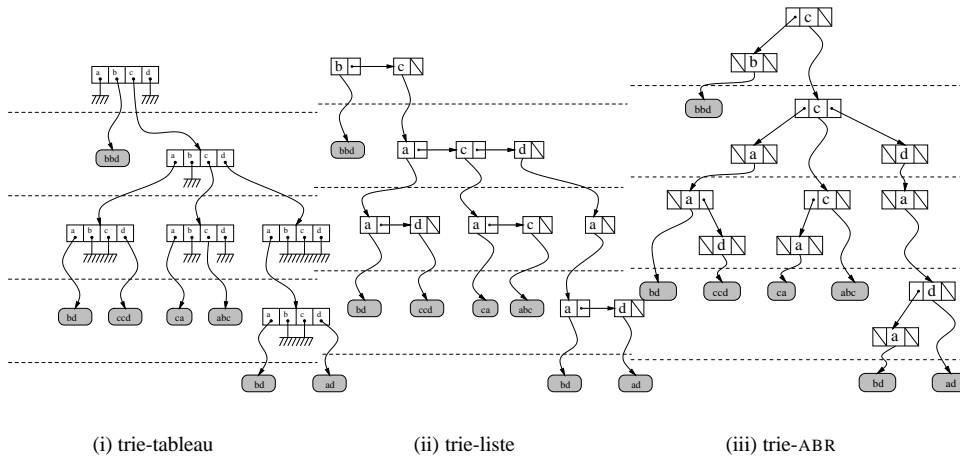 a b c d
bbd
a b c d
a b c d
a b c d
a b c d
bd
ccd
ca
abc
a b c d
bd
ad
(i) trie-tableau
b
c
bbd
a
c
d
a
d
a
c
a
bd
ccd
ca
abc
a
d
bd
ad
(ii) trie-liste
c
b
bbd
c
a
d
a
c
a
d
a
bd
ccd
ca
abc
d
a
bd
ad
(iii) trie-ABR